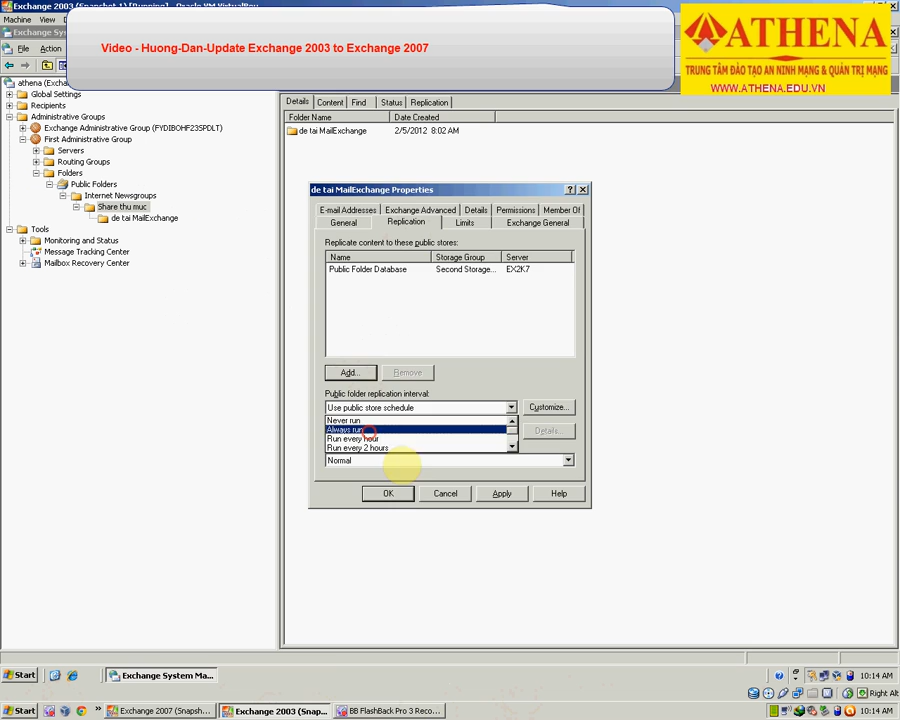 Exchange 2003 (Snapshot 1) [Running] - Oracle VM VirtualBox
Machine View
Video - Huong-Dan-Update Exchange 2003 to Exchange 2007
ATHENA
TRUNG TÂM ĐÀO TẠO AN NINH MẠNG & QUẢN TRỊ MẠNG
WWW.ATHENA.EDU.VN
Exchange Sy
File Action
athena (Excha
Global Settings
Recipients
Administrative Groups
Exchange Administrative Group (FYDIBOHF23SPDLT)
First Administrative Group
Servers
Routing Groups
Folders
Public Folders
Internet Newsgroups
Share thu muc
de tai MailExchange
Tools
Monitoring and Status
Message Tracking Center
Mailbox Recovery Center
Details Content Find Status Replication
Folder Name Date Created
de tai MailExchange 2/5/2012 8:02 AM
de tai MailExchange Properties
E-mail Addresses Exchange Advanced Details Permissions Member Of
General Replication Limits Exchange General
Replicate content to these public stores:
Name Storage Group Server
Public Folder Database Second Storage... EX2K7
Add... Remove
Public folder replication interval:
Use public store schedule Customize...
Never run
Always run
Details...
Run every hour
Run every 2 hours
Normal
OK Cancel Apply Help
Start Exchange System Ma... 10:14 AM
Right Alt
Start Exchange 2007 (Snapsh... Exchange 2003 (Snap... BB FlashBack Pro 3 Reco... 10:14 AM